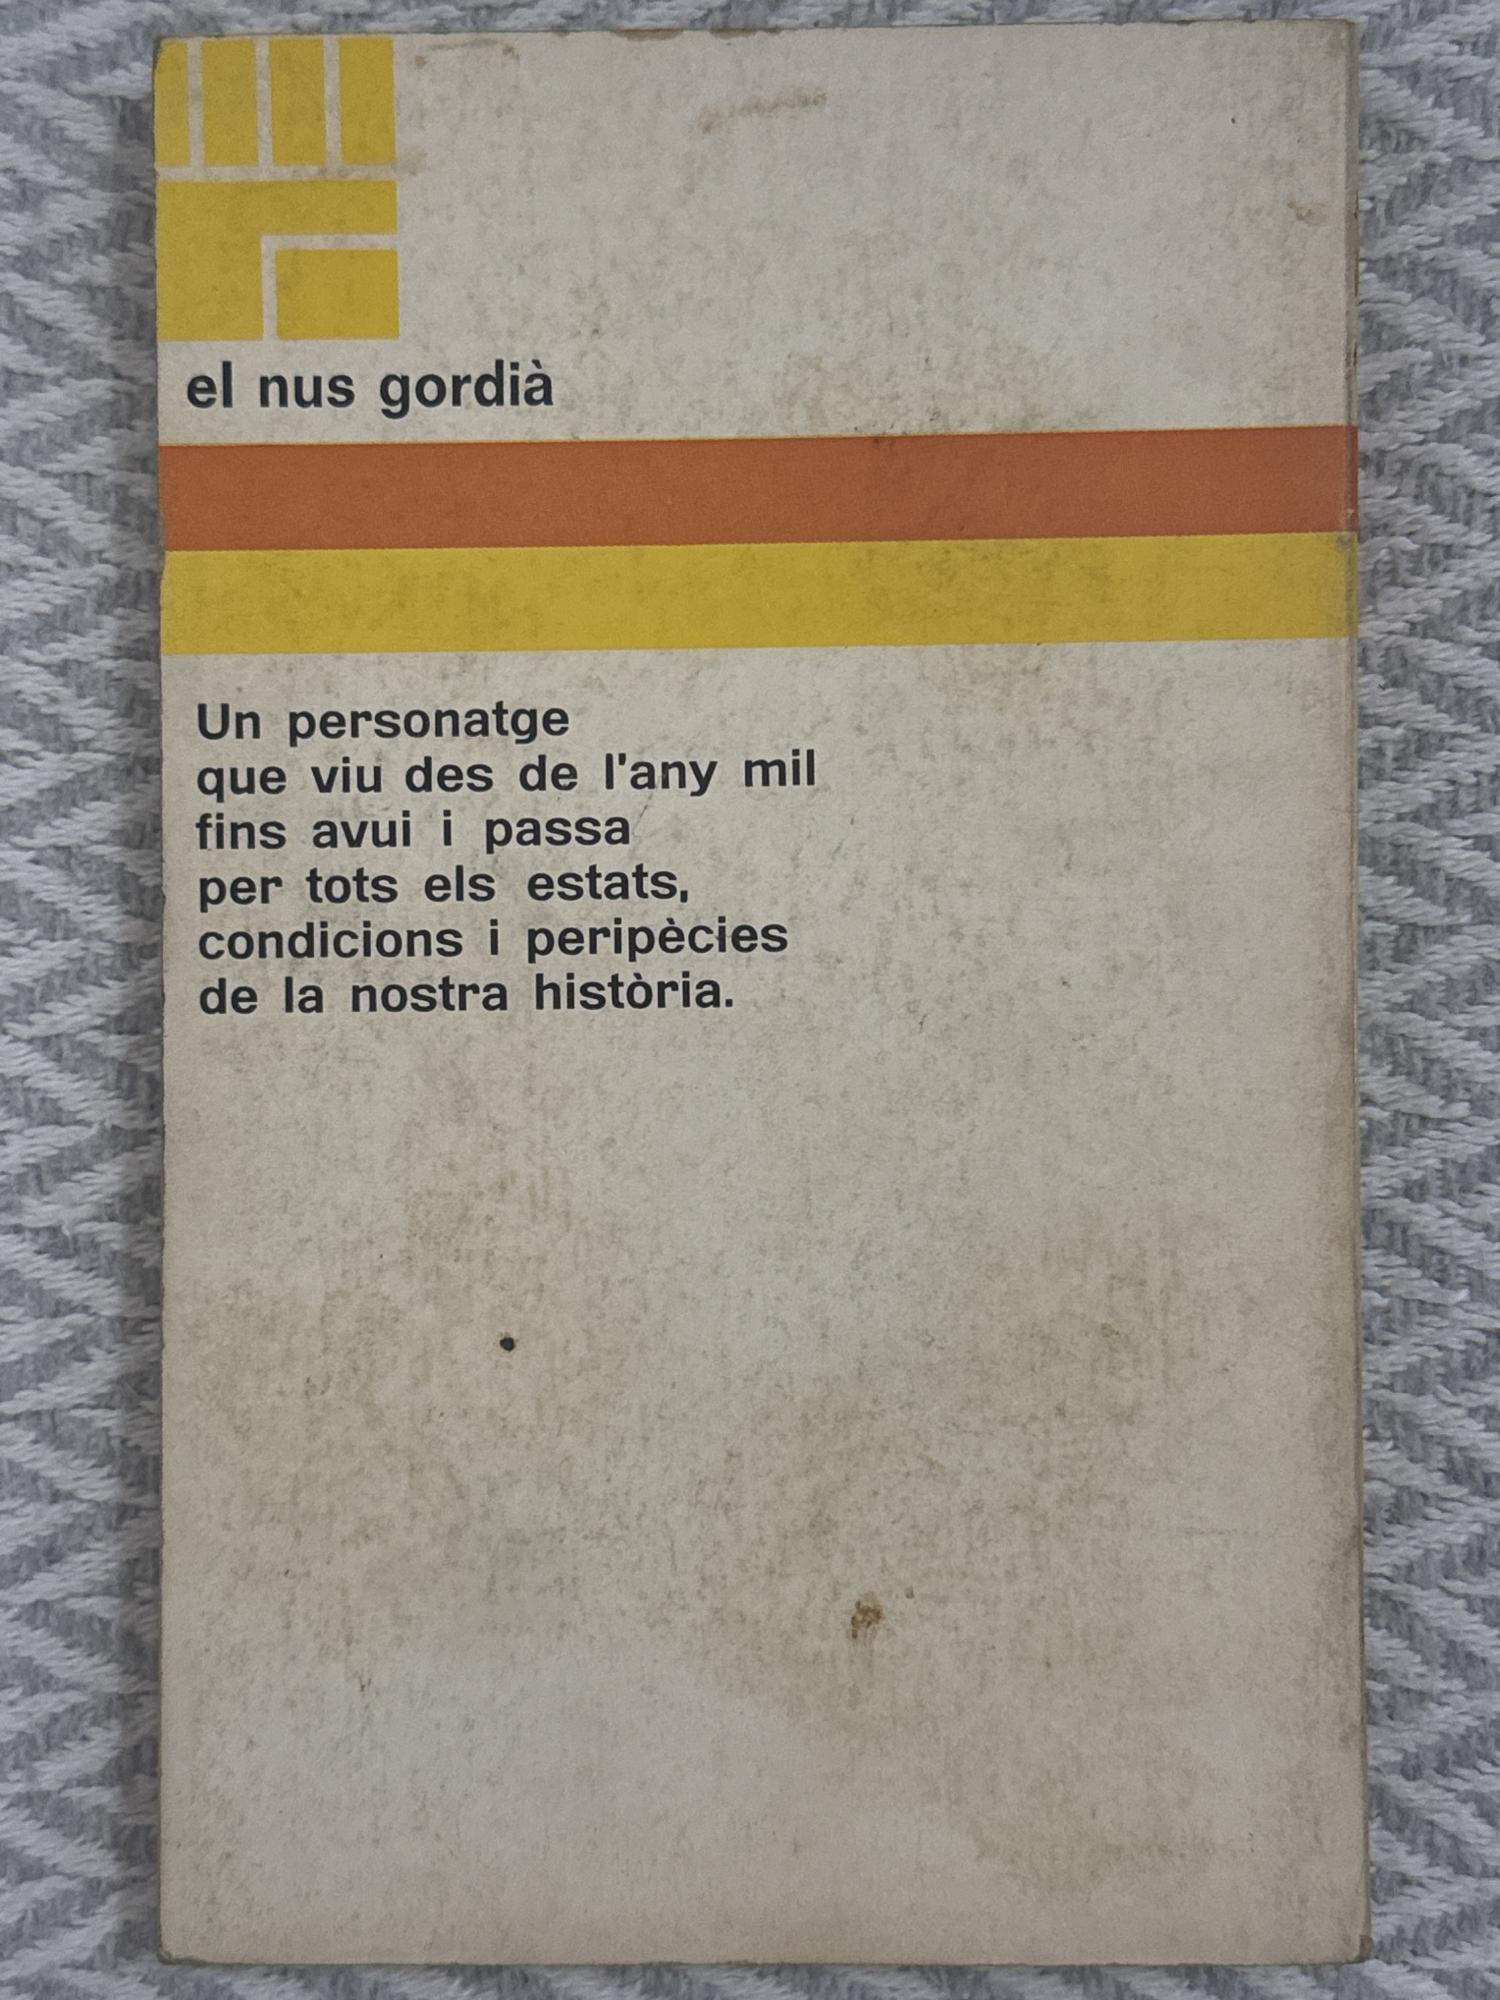 el nus gordià
Un personatge
que viu des de l'any mil
fins avui i passa
per tots els estats,
condicions i peripècies
de la nostra història.